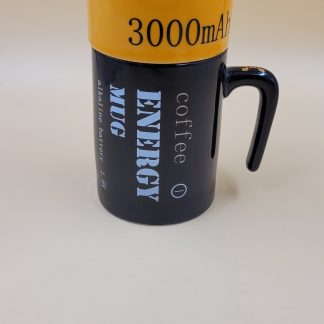 3000mAh
coffee
ENERGY
MUG
alkaline battery 1.5V